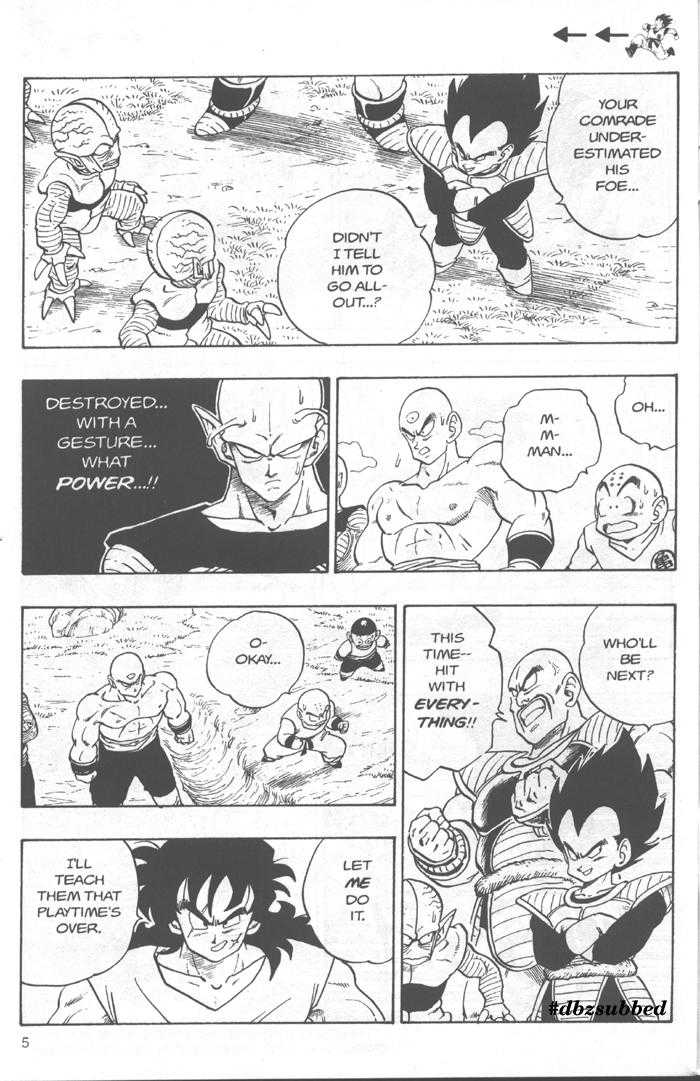 YOUR
COMRADE
UNDER-
ESTIMATED
HIS
FOE...
DIDN'T
I TELL
HIM TO
GO ALL-
OUT...?
OH...
M-
M-
MAN...
DESTROYED...
WITH A
GESTURE...
WHAT
POWER...!!
WHO'LL
BE
NEXT?
THIS
TIME--
HIT
WITH
EVERY-
THING!!
O-
OKAY...
LET
ME
DO
IT.
I'LL
TEACH
THEM THAT
PLAYTIME'S
OVER.
#dbzsubbed
5